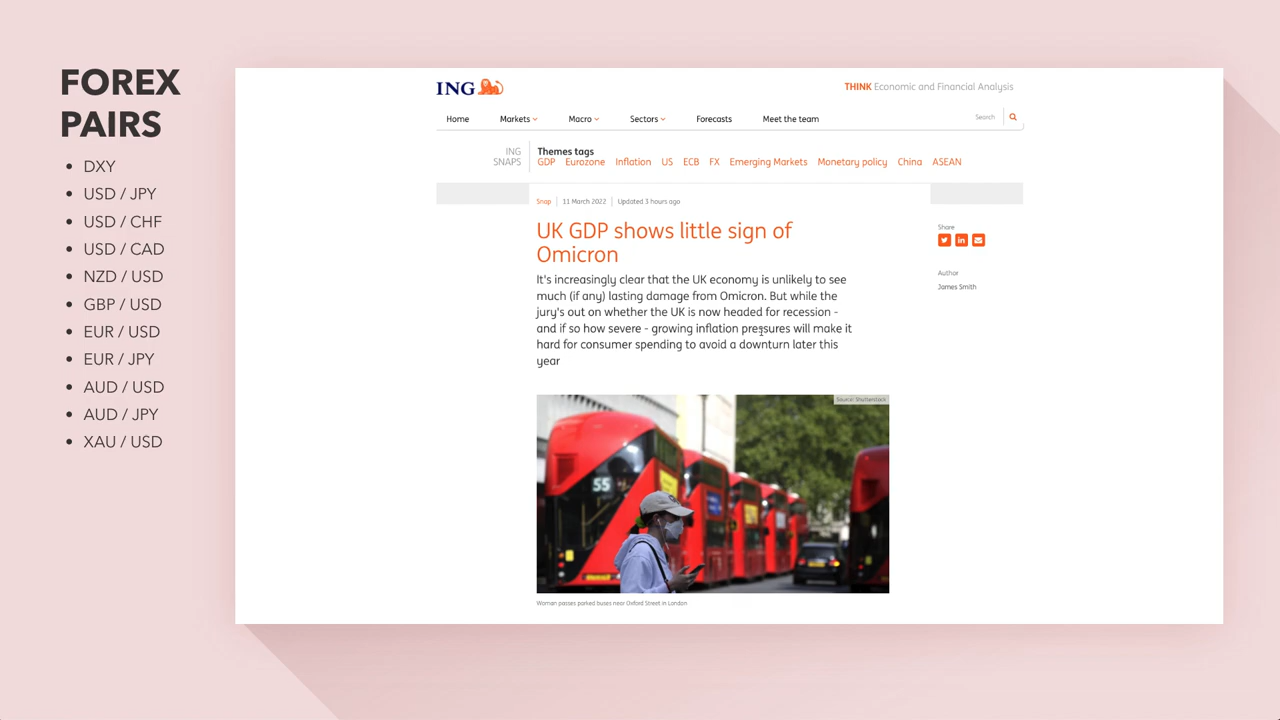 FOREX
PAIRS
• DXY
• USD / JPY
• USD / CHF
• USD / CAD
• NZD / USD
• GBP / USD
• EUR / USD
• EUR / JPY
• AUD / USD
• AUD / JPY
• XAU / USD
ING
THINK Economic and Financial Analysis
Home Markets Macro Sectors Forecasts Meet the team
Search
ING
SNAPS
Themes tags
GDP Eurozone Inflation US ECB FX Emerging Markets Monetary policy China ASEAN
Snap | 11 March 2022 | Updated 3 hours ago
UK GDP shows little sign of
Omicron
It's increasingly clear that the UK economy is unlikely to see
much (if any) lasting damage from Omicron. But while the
jury's out on whether the UK is now headed for recession -
and if so how severe - growing inflation pressures will make it
hard for consumer spending to avoid a downturn later this
year
Share
Author
James Smith
Source: Shutterstock
55
Woman passes parked buses near Oxford Street in London